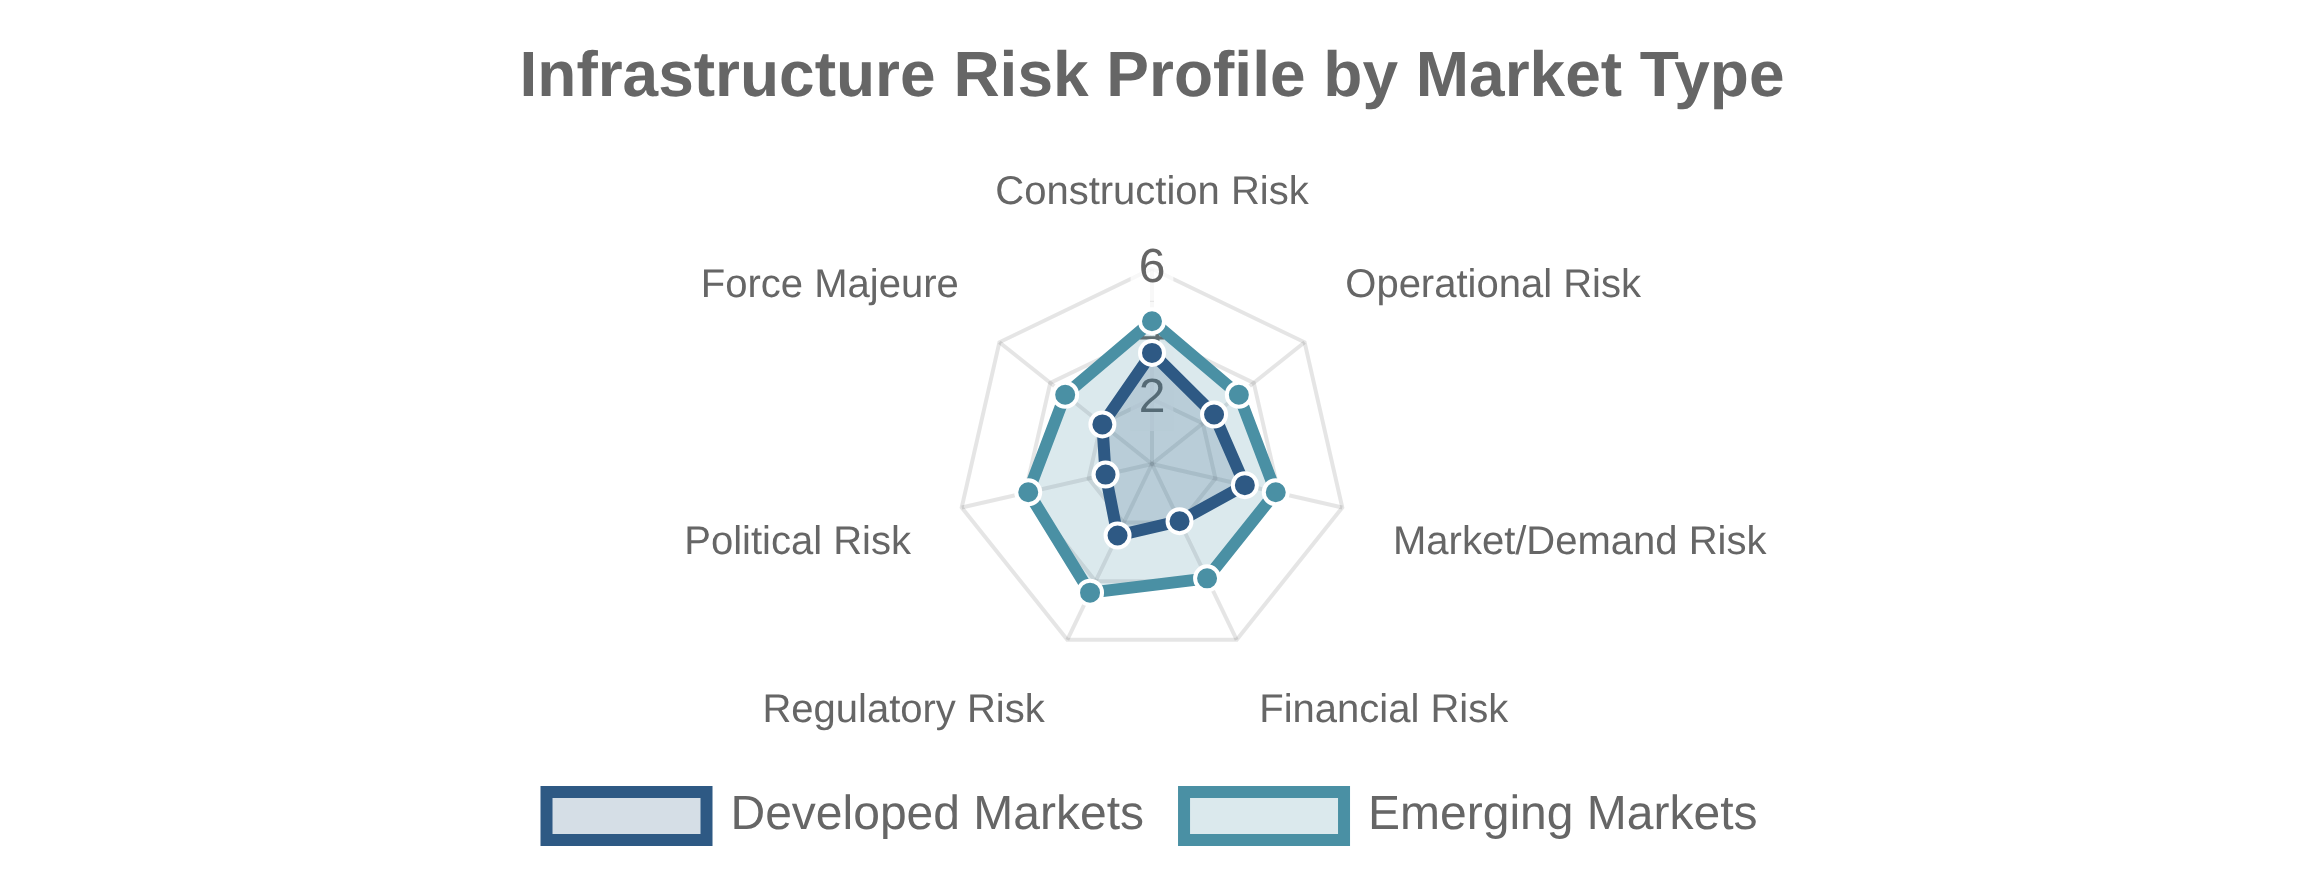 Infrastructure Risk Profile by Market Type
Construction Risk
6
Force Majeure
Operational Risk
2
Political Risk
Market/Demand Risk
Regulatory Risk
Financial Risk
Developed Markets
Emerging Markets